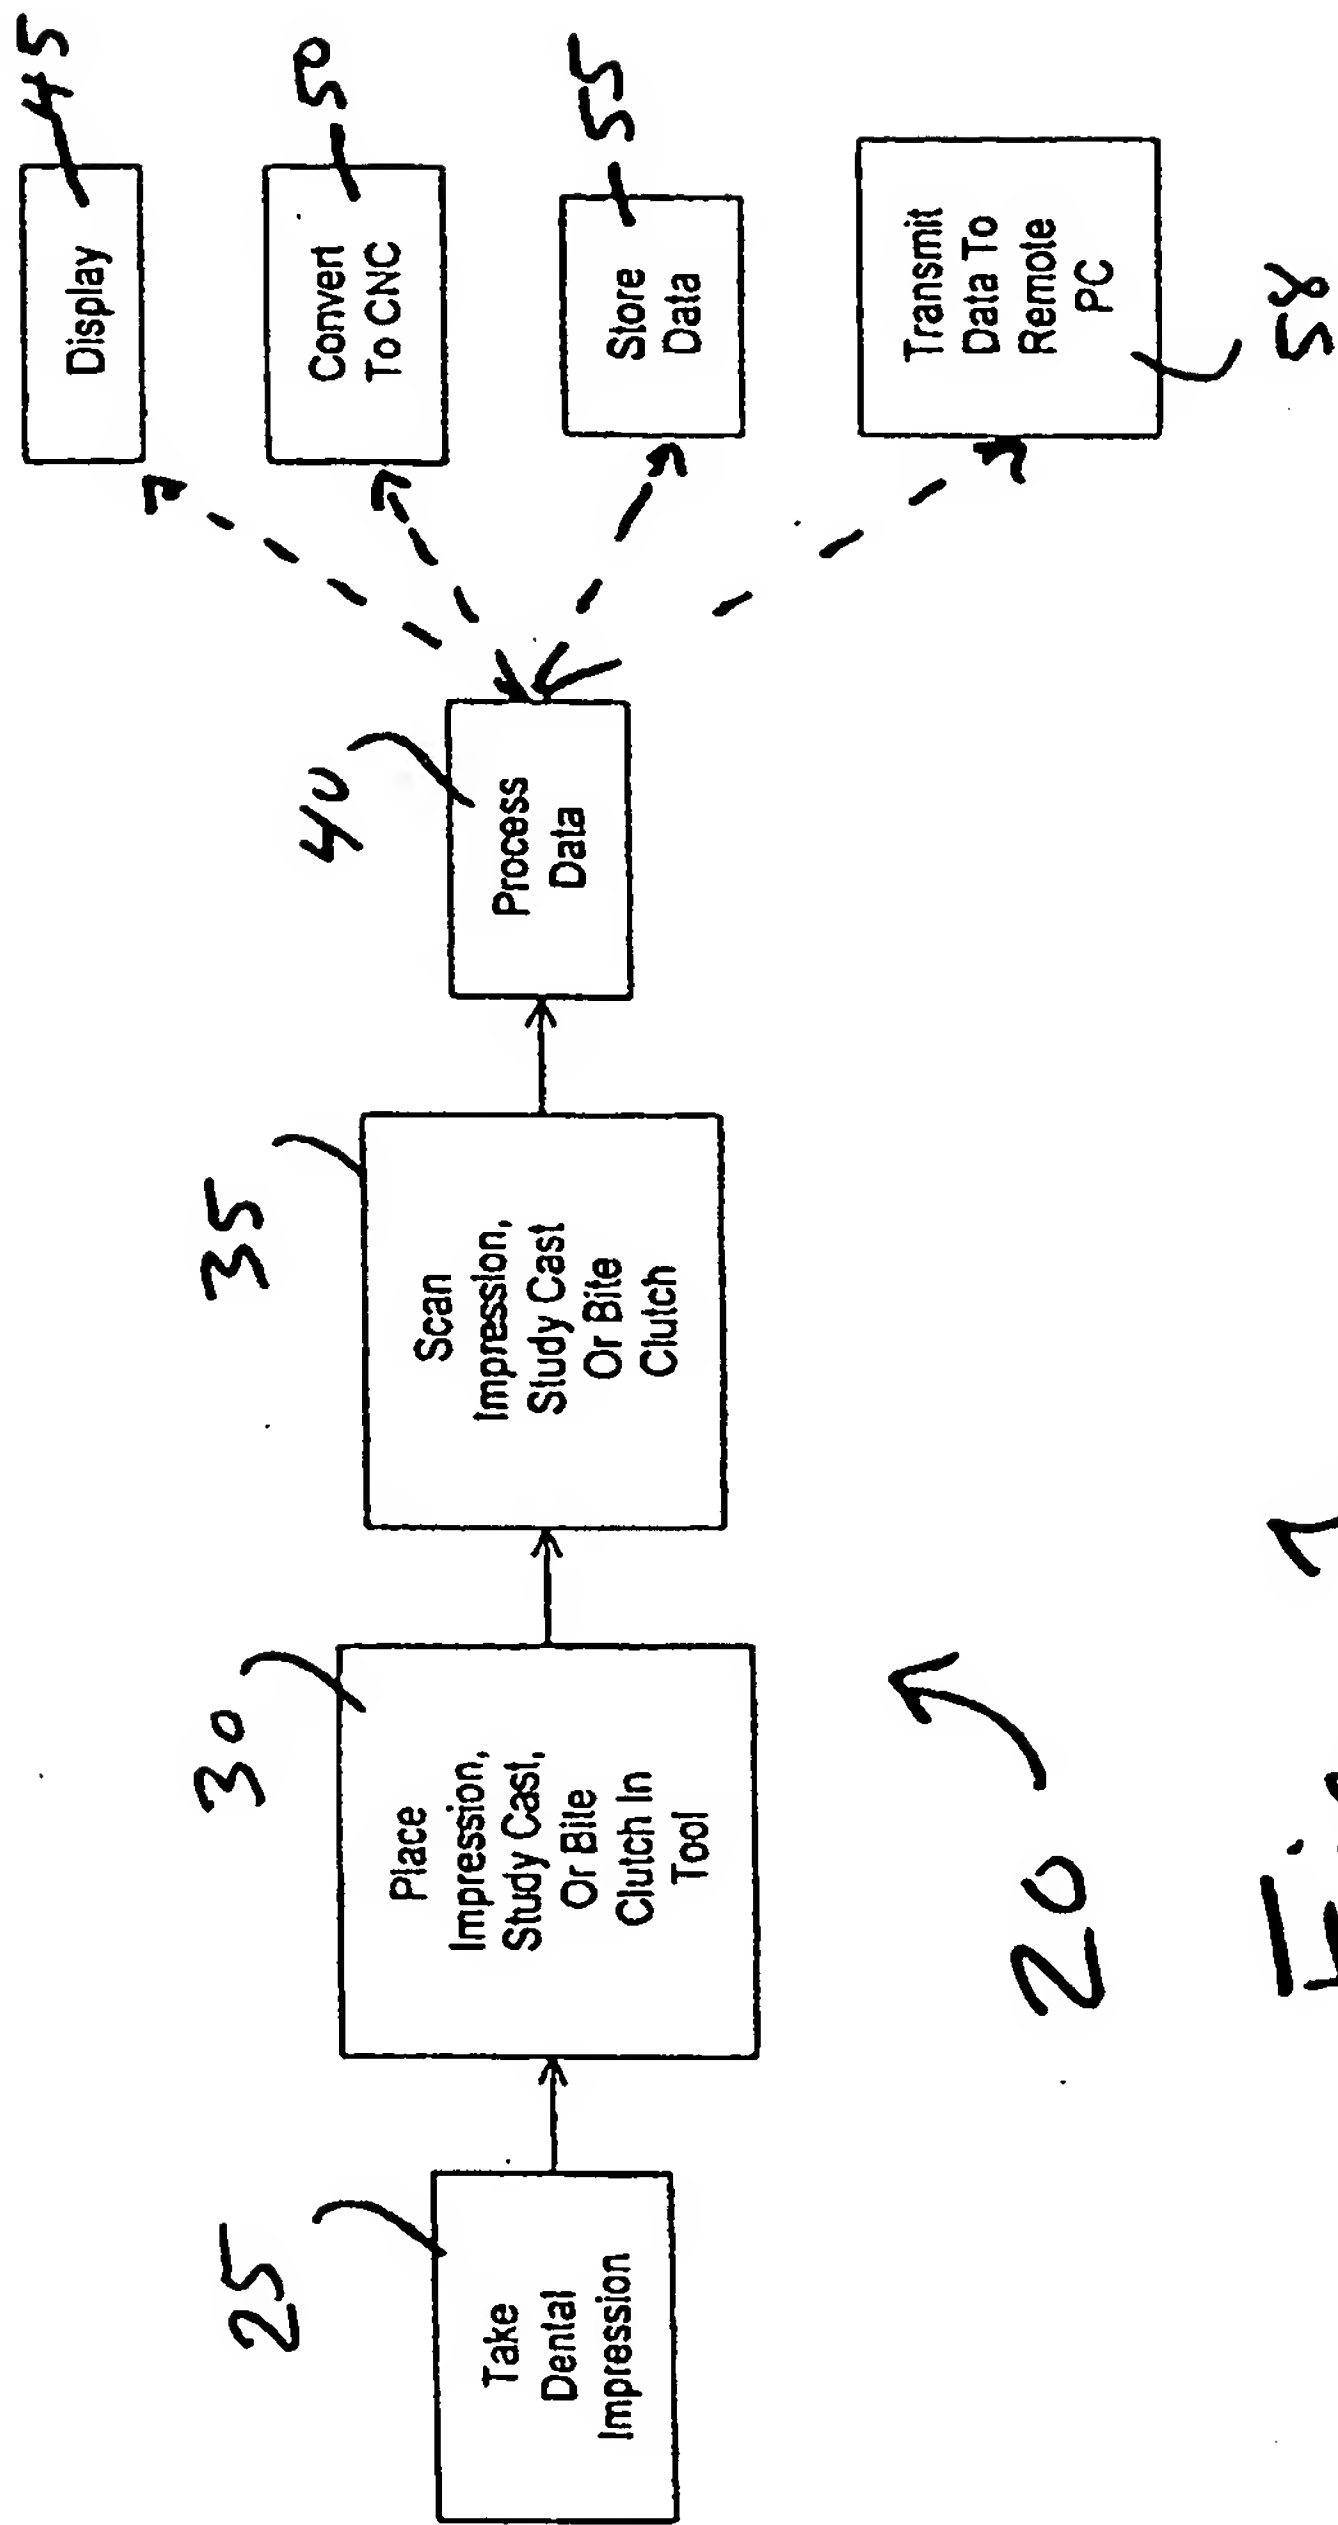 25
Take
Dental
Impression
30
Place
Impression,
Study Cast,
Or Bite
Clutch In
Tool
35
Scan
Impression,
Study Cast
Or Bite
Clutch
40
Process
Data
45
Display
50
Convert
To CNC
55
Store
Data
Transmit
Data To
Remote
PC
58
20